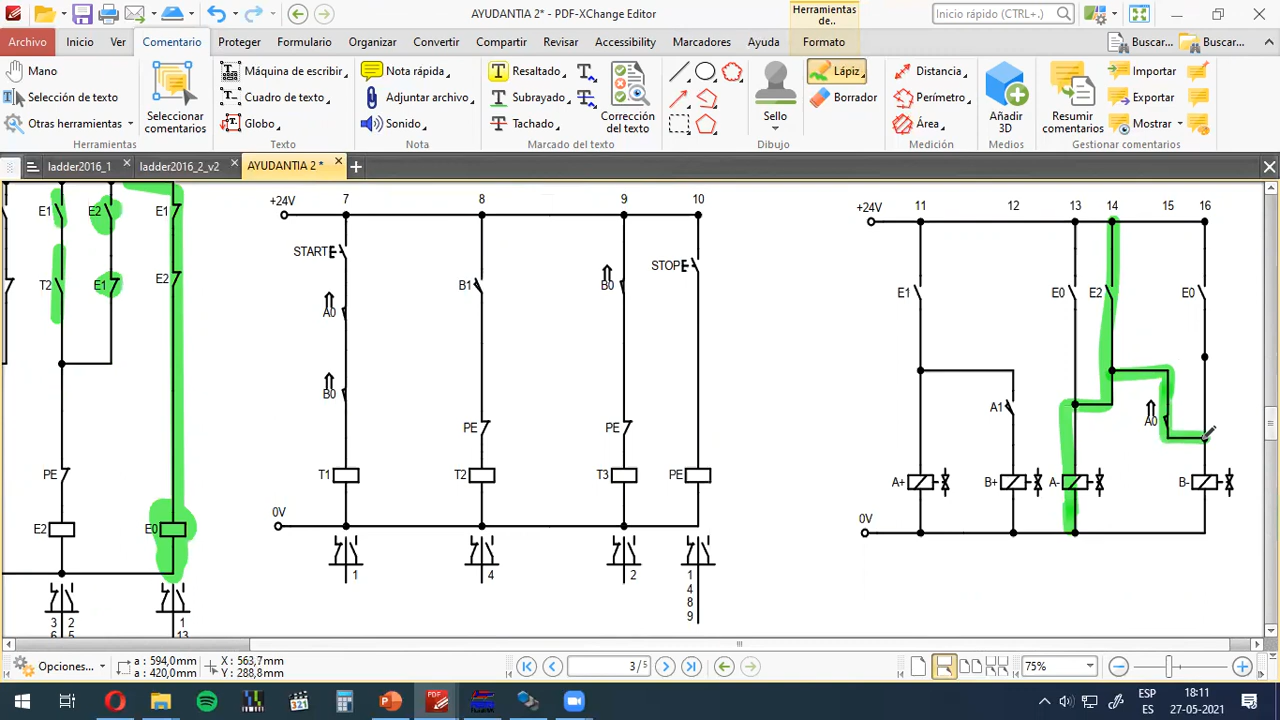 AYUDANTIA 2 * - PDF-XChange Editor
Herramientas de..
Inicio rápido (CTRL+.)
Archivo Inicio Ver Comentario Proteger Formulario Organizar Convertir Compartir Revisar Accessibility Marcadores Ayuda Formato Buscar... Buscar...
Mano
Selección de texto
Otras herramientas
Seleccionar comentarios
Herramientas
Máquina de escribir
Cuadro de texto
Globo
Texto
Nota rápida
Adjuntar archivo
Sonido
Nota
Resaltado
Subrayado
Tachado
Corrección del texto
Marcado del texto
Lápiz
Borrador
Sello
Dibujo
Distancia
Perímetro
Área
Medición
Añadir 3D
Medios
Resumir comentarios
Importar
Exportar
Mostrar
Gestionar comentarios
ladder2016_1 ladder2016_2_v2 AYUDANTIA 2 *
+24V 7 8 9 10
+24V 11 12 13 14 15 16
E1 E2 E1
START STOP
T2 E1 E2
A0 B1 B0
E1 E0 E2 E0
B0
A1 A0
PE PE
PE
T1 T2 T3 PE
A+ B+ A- B-
E2 E0
0V 0V
1 4 2 1
4
8
9
3 2 1
6 5 13
Opciones...
a : 594,0mm
a : 420,0mm
X : 563,7mm
Y : 288,8mm
3 / 5
75%
ESP
ES
18:11
27-05-2021
321
PDF